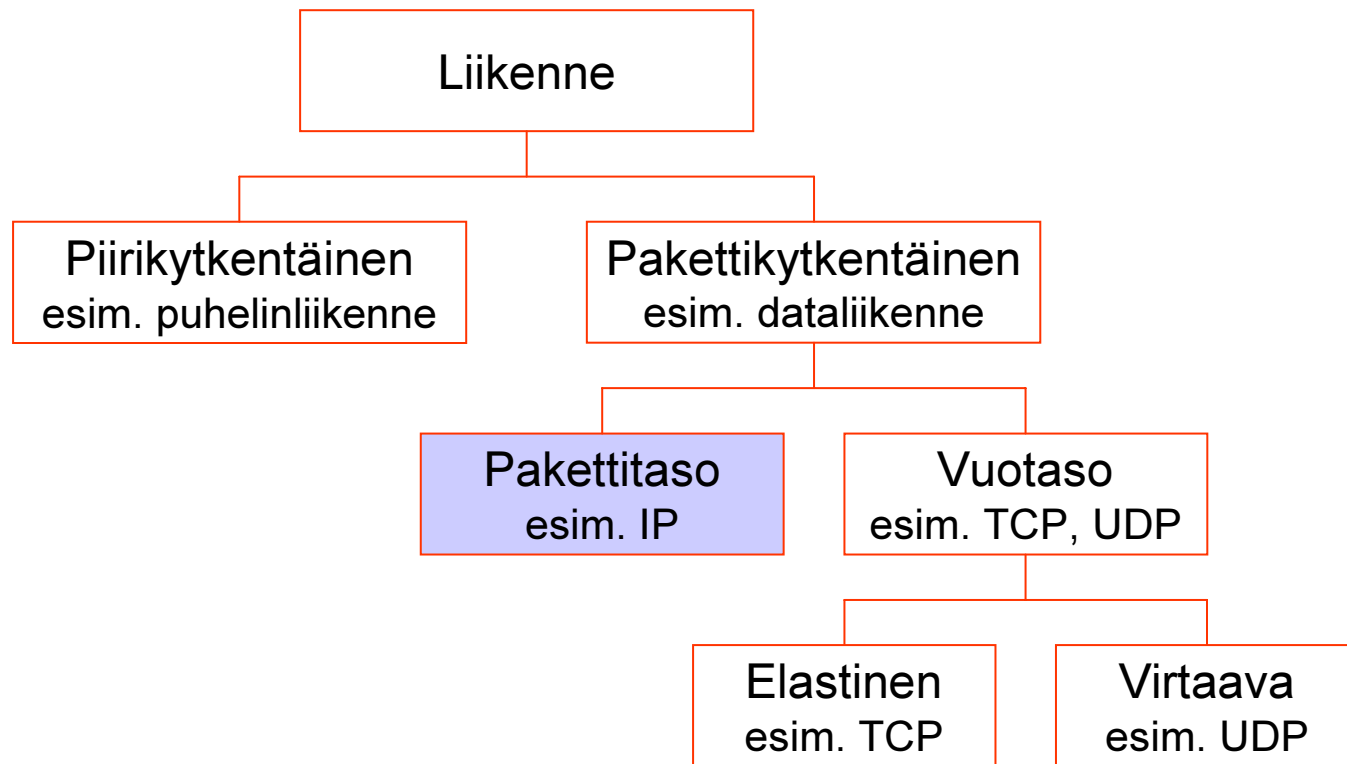 Liikenne
Piirikytkentäinen
esim. puhelinliikenne
Pakettikytkentäinen
esim. dataliikenne
Pakettitaso
esim. IP
Vuotaso
esim. TCP, UDP
Elastinen
esim. TCP
Virtaava
esim. UDP